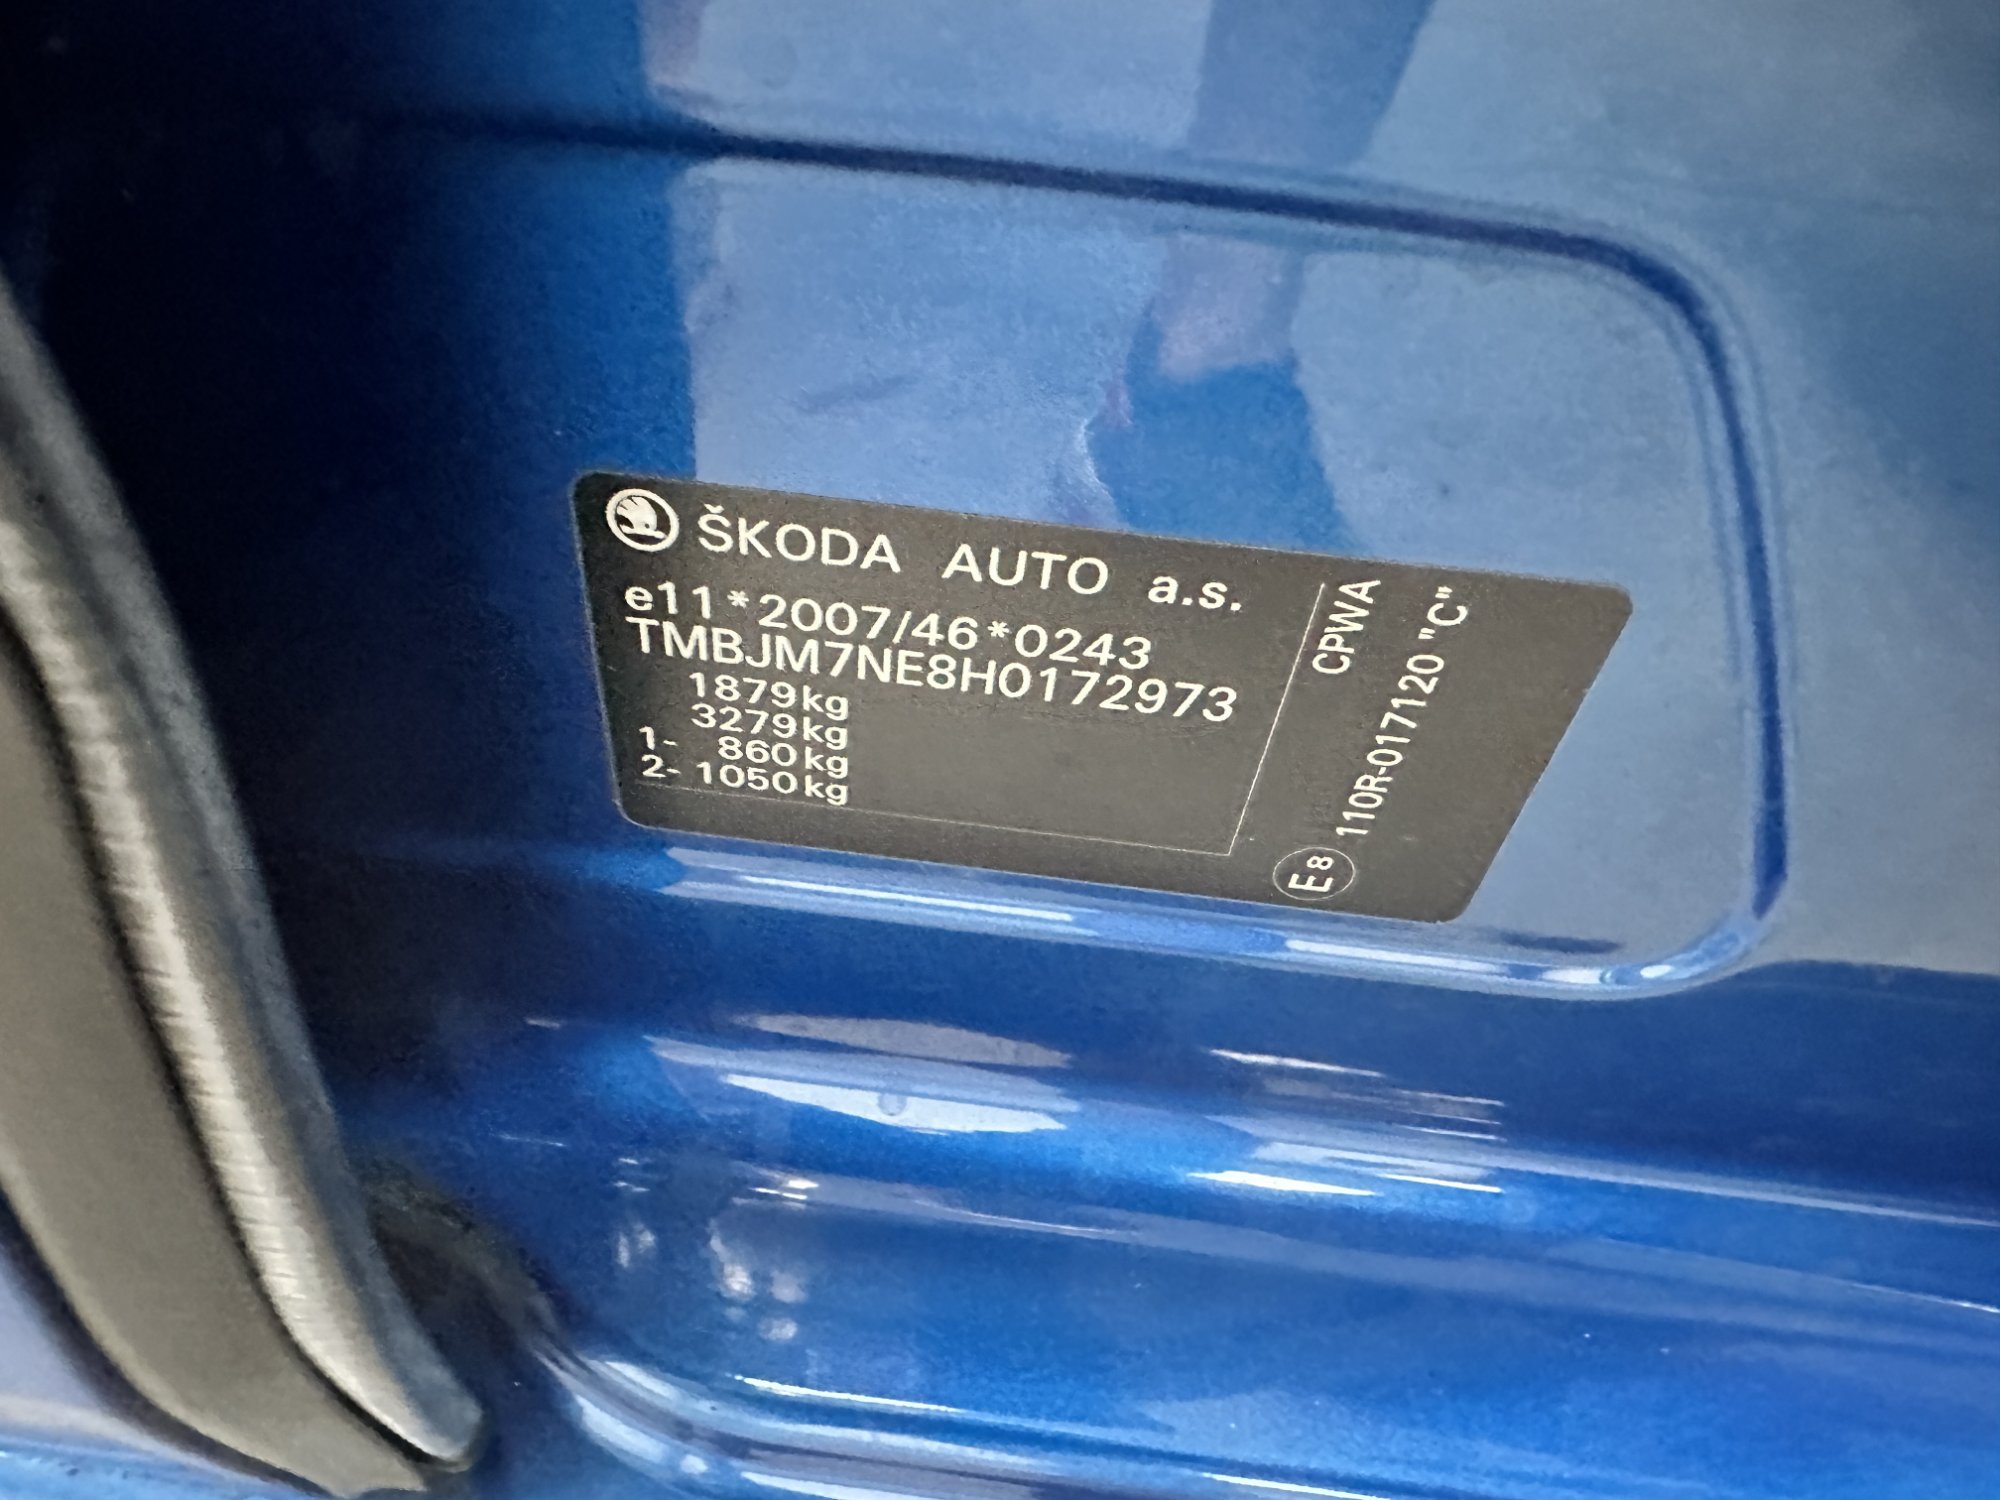 ŠKODA AUTO a.s.
e11*2007/46*0243
TMBJM7NE8H0172973
1879kg
3279kg
1- 860kg
2- 1050kg
CPWA
E8 110R-017120 "C"